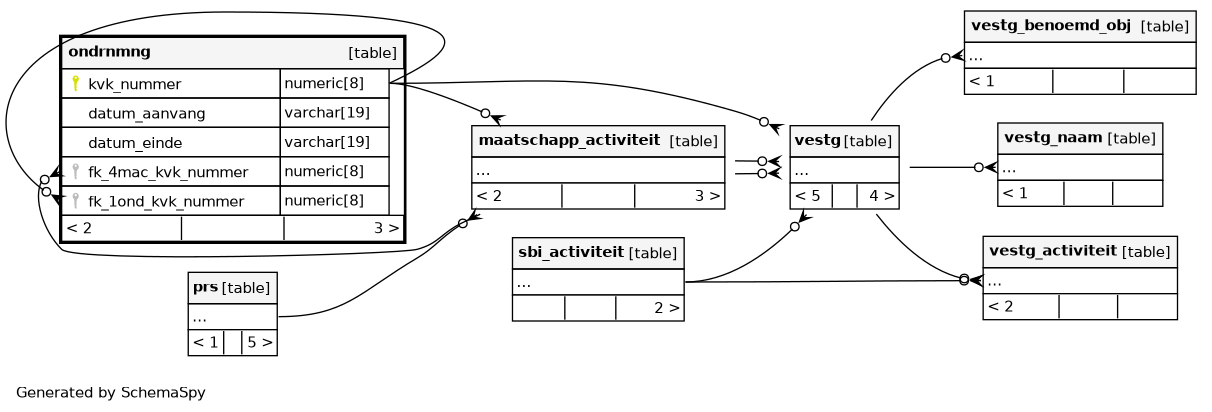 ondrnmng [table]
kvk_nummer numeric[8]
datum_aanvang varchar[19]
datum_einde varchar[19]
fk_4mac_kvk_nummer numeric[8]
fk_1ond_kvk_nummer numeric[8]
< 2 3 >
prs [table]
...
< 1 5 >
maatschapp_activiteit [table]
...
< 2 3 >
sbi_activiteit [table]
...
2 >
vestg [table]
...
< 5 4 >
vestg_benoemd_obj [table]
...
< 1
vestg_naam [table]
...
< 1
vestg_activiteit [table]
...
< 2
Generated by SchemaSpy